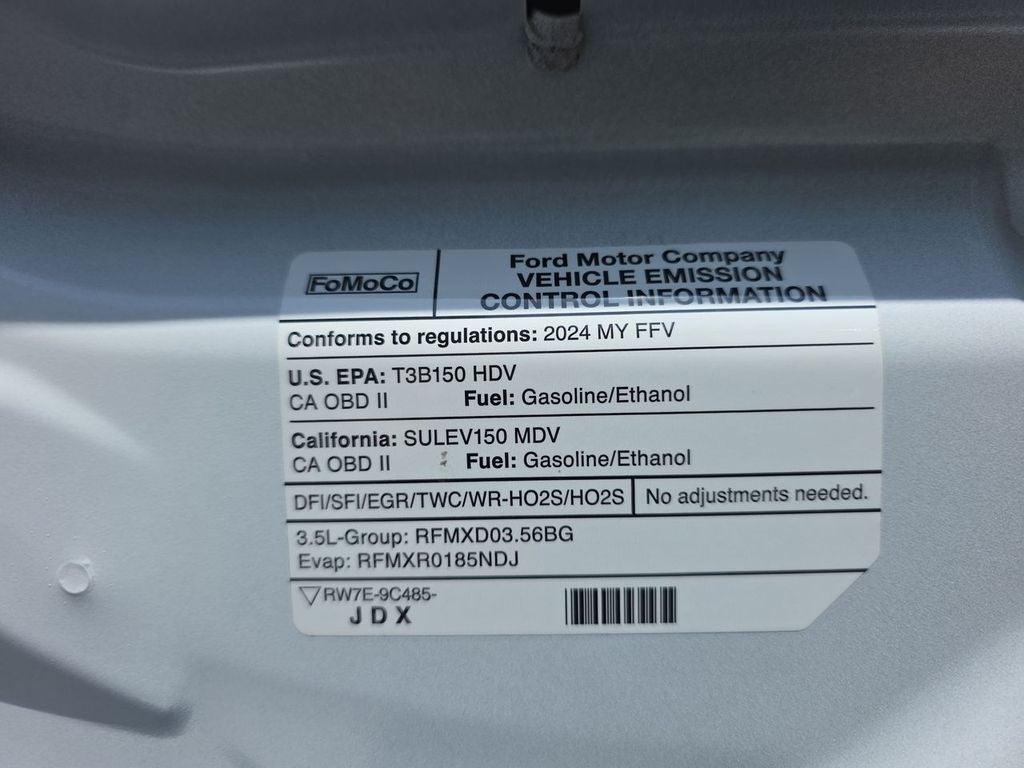 FoMoCo
Ford Motor Company
VEHICLE EMISSION
CONTROL INFORMATION
Conforms to regulations: 2024 MY FFV
U.S. EPA: T3B150 HDV
CA OBD II Fuel: Gasoline/Ethanol
California: SULEV150 MDV
CA OBD II Fuel: Gasoline/Ethanol
DFI/SFI/EGR/TWC/WR-HO2S/HO2S No adjustments needed.
3.5L-Group: RFMXD03.56BG
Evap: RFMXR0185NDJ
RW7E-9C485-
JDX